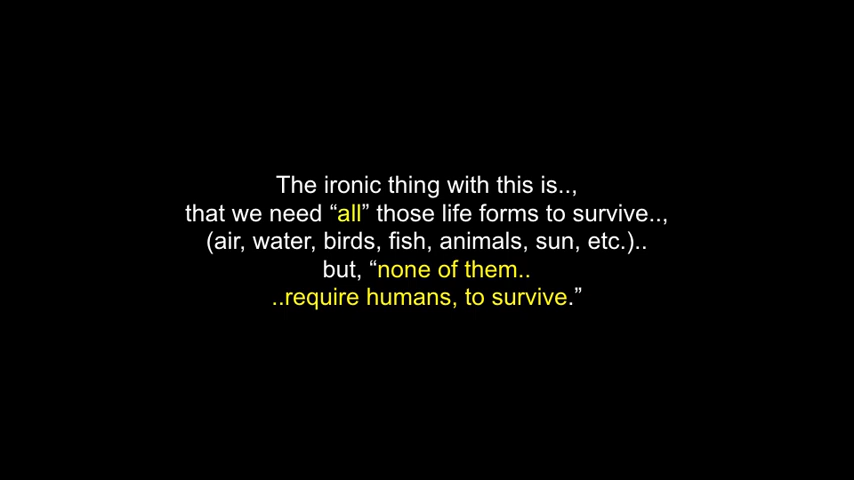 The ironic thing with this is..,
that we need “all” those life forms to survive..,
(air, water, birds, fish, animals, sun, etc.)..
but, “none of them..
..require humans, to survive.”